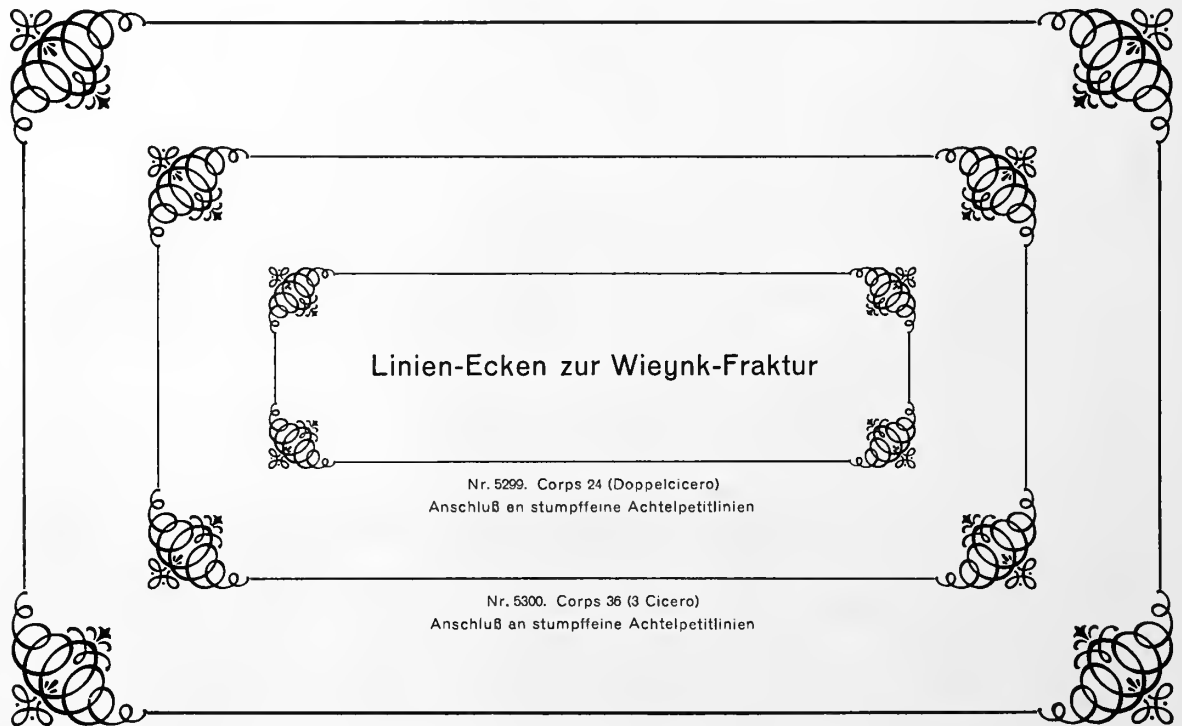 Linien-Ecken zur Wieynk-Fraktur
Nr. 5299. Corps 24 (Doppelcicero)
Anschluß an stumpffeine Achtelpetitlinien
Nr. 5300. Corps 36 (3 Cicero)
Anschluß an stumpffeine Achtelpetitlinien